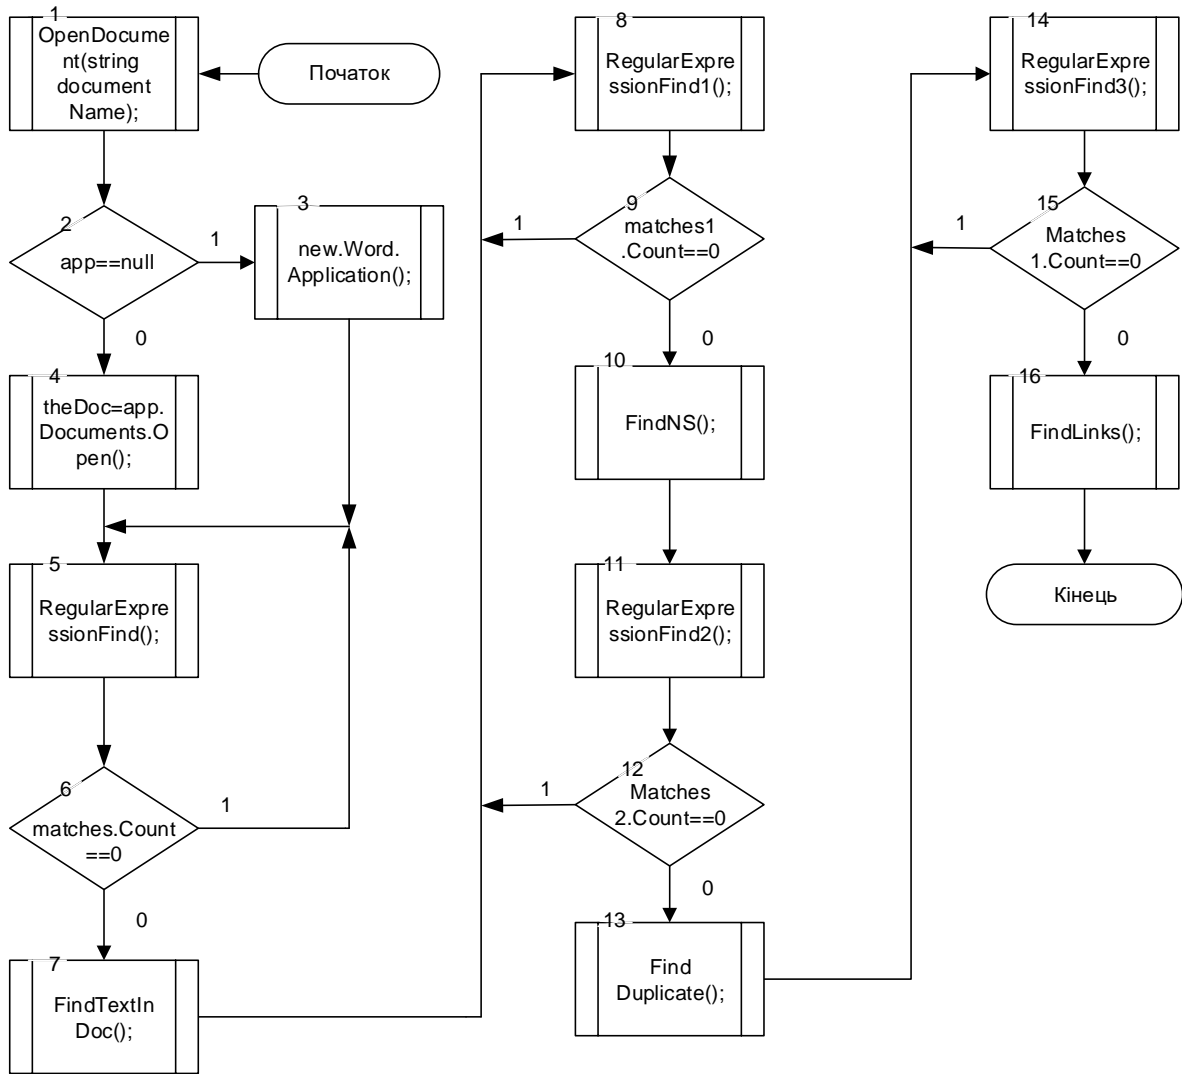 1
OpenDocume
nt(string
document
Name);
Початок
2
app==null
1
0
3
new.Word.
Application();
4
theDoc=app.
Documents.O
pen();
5
RegularExpre
ssionFind();
6
matches.Count
==0
1
0
7
FindTextIn
Doc();
8
RegularExpre
ssionFind1();
9
matches1
.Count==0
1
0
10
FindNS();
11
RegularExpre
ssionFind2();
12
Matches
2.Count==0
1
0
13
Find
Duplicate();
14
RegularExpre
ssionFind3();
15
Matches
1.Count==0
1
0
16
FindLinks();
Кінець